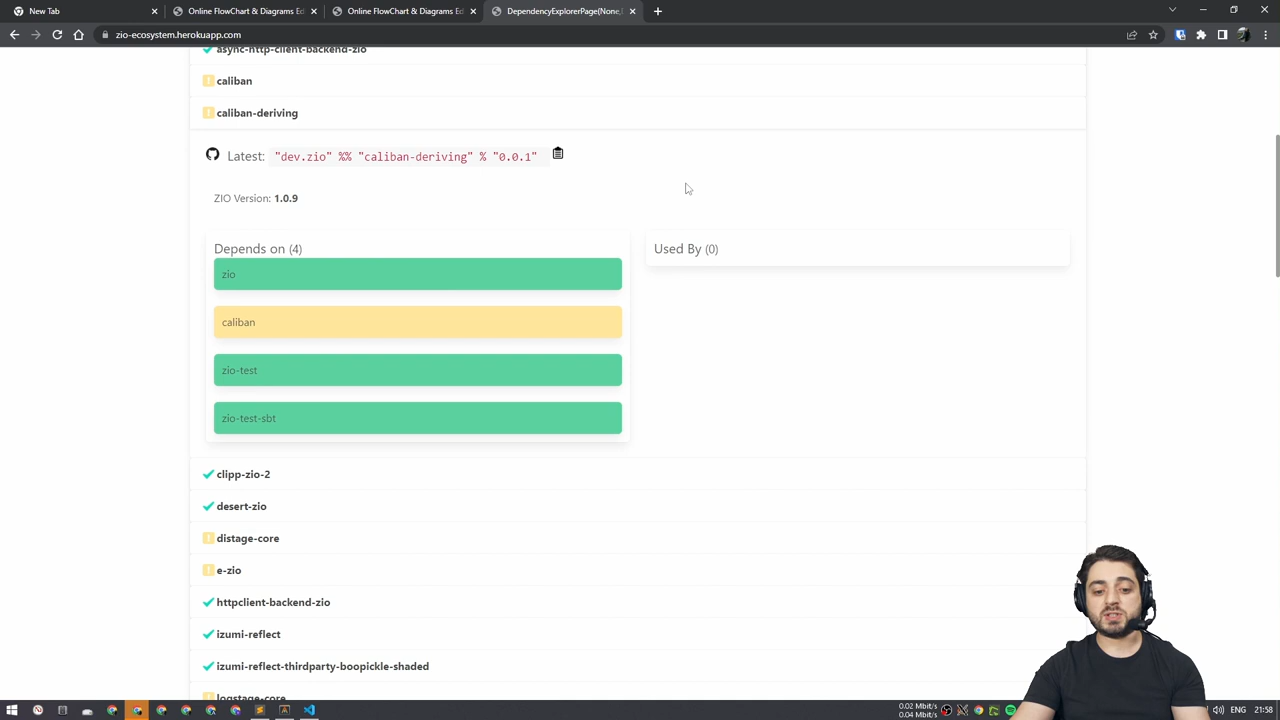 New Tab
Online FlowChart & Diagrams Ed
Online FlowChart & Diagrams Ed
DependencyExplorerPage(None,
zio-ecosystem.herokuapp.com
async-http-client-backend-zio
caliban
caliban-deriving
Latest: "dev.zio" %% "caliban-deriving" % "0.0.1"
ZIO Version: 1.0.9
Depends on (4)
zio
caliban
zio-test
zio-test-sbt
Used By (0)
clipp-zio-2
desert-zio
distage-core
e-zio
httpclient-backend-zio
izumi-reflect
izumi-reflect-thirdparty-boopickle-shaded
logstage-core
0.02 Mbit/s
0.04 Mbit/s
ENG
21:58